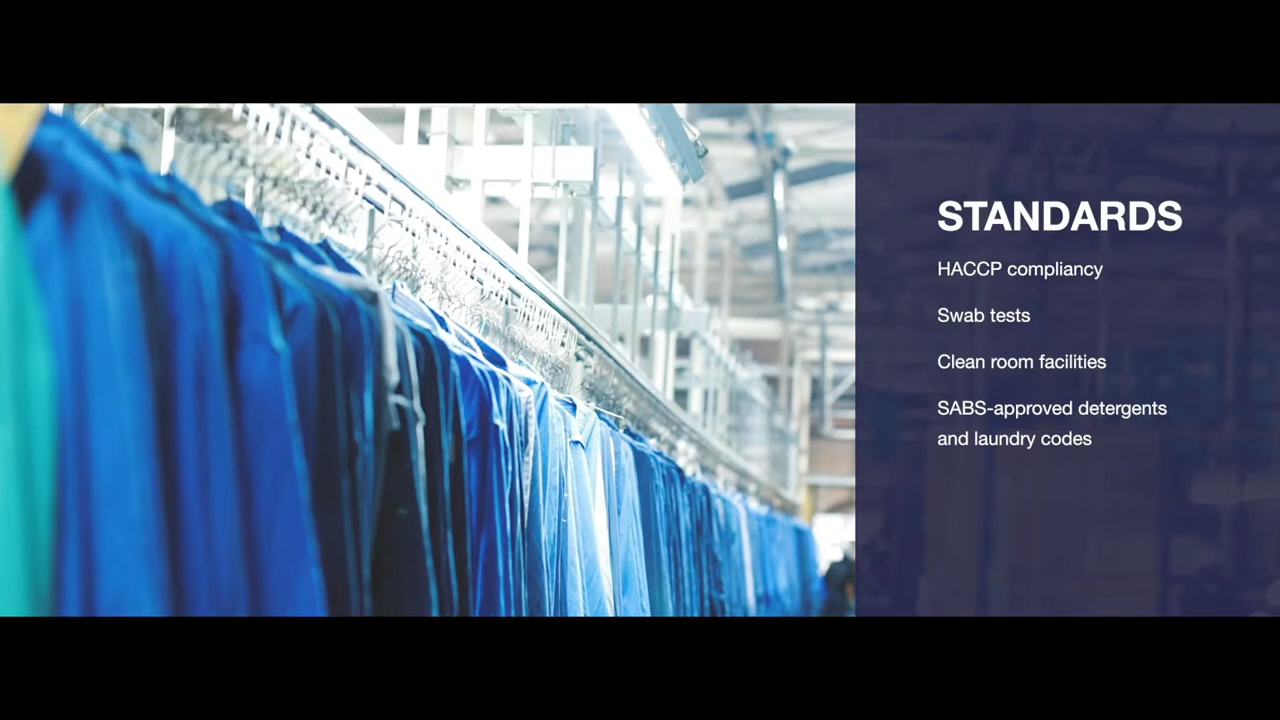 STANDARDS
HACCP compliancy
Swab tests
Clean room facilities
SABS-approved detergents
and laundry codes